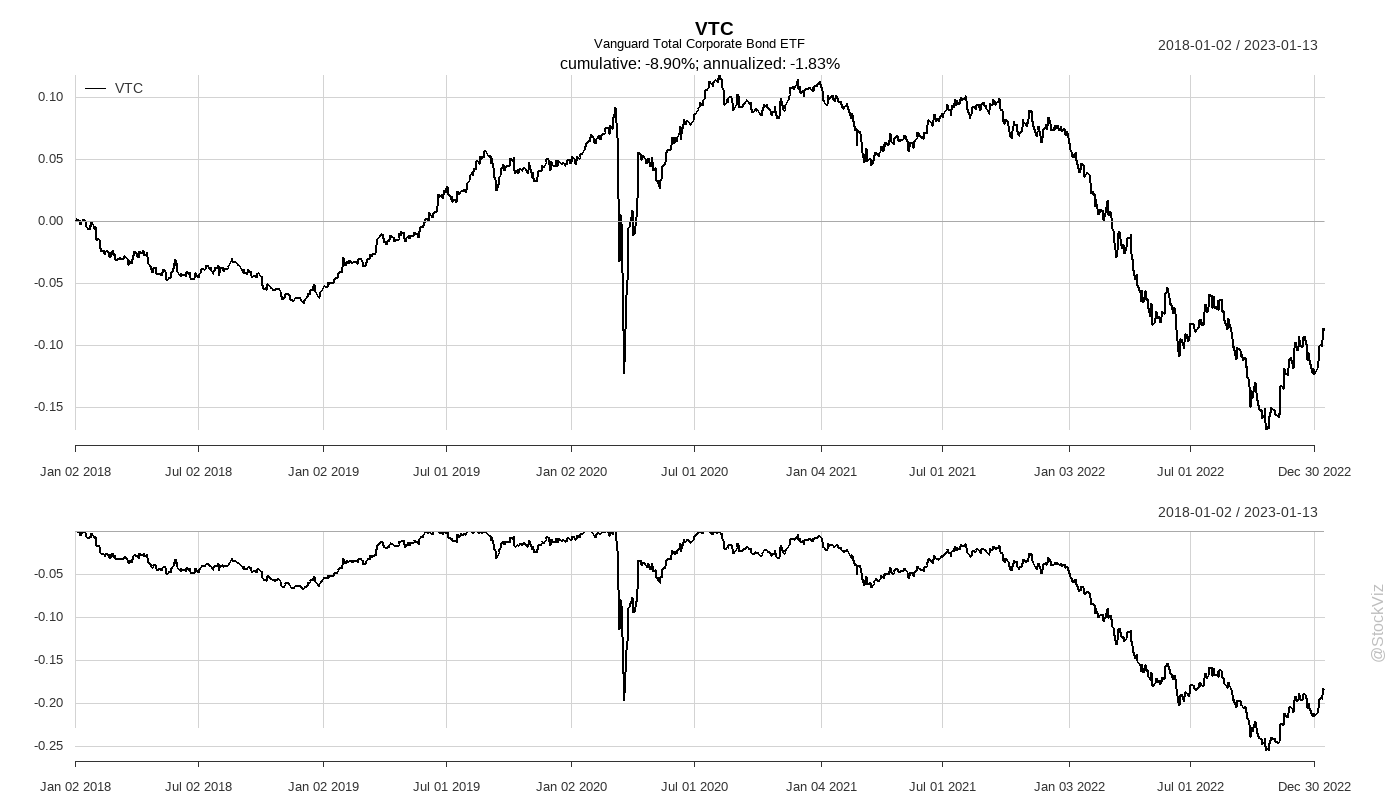 VTC
Vanguard Total Corporate Bond ETF
2018-01-02 / 2023-01-13
cumulative: -8.90%; annualized: -1.83%
VTC
0.10
0.05
0.00
-0.05
-0.10
-0.15
Jan 02 2018 Jul 02 2018 Jan 02 2019 Jul 01 2019 Jan 02 2020 Jul 01 2020 Jan 04 2021 Jul 01 2021 Jan 03 2022 Jul 01 2022 Dec 30 2022
2018-01-02 / 2023-01-13
-0.05
-0.10
-0.15
-0.20
-0.25
Jan 02 2018 Jul 02 2018 Jan 02 2019 Jul 01 2019 Jan 02 2020 Jul 01 2020 Jan 04 2021 Jul 01 2021 Jan 03 2022 Jul 01 2022 Dec 30 2022
@StockViz